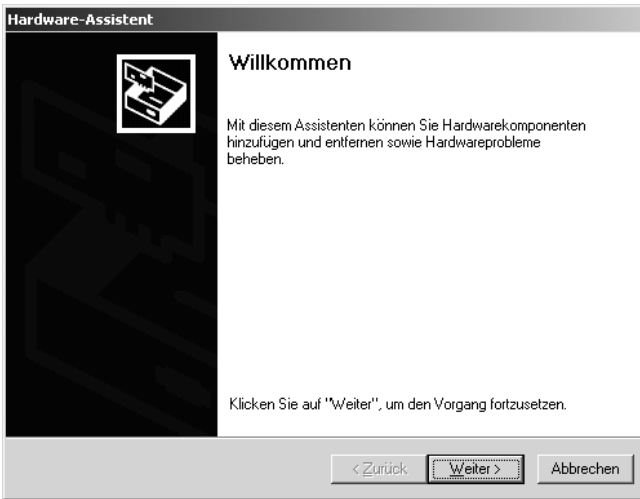 Hardware-Assistent
Willkommen
Mit diesem Assistenten können Sie Hardwarekomponenten
hinzufügen und entfernen sowie Hardwareprobleme
beheben.
Klicken Sie auf "Weiter", um den Vorgang fortzusetzen.
< Zurück Weiter > Abbrechen